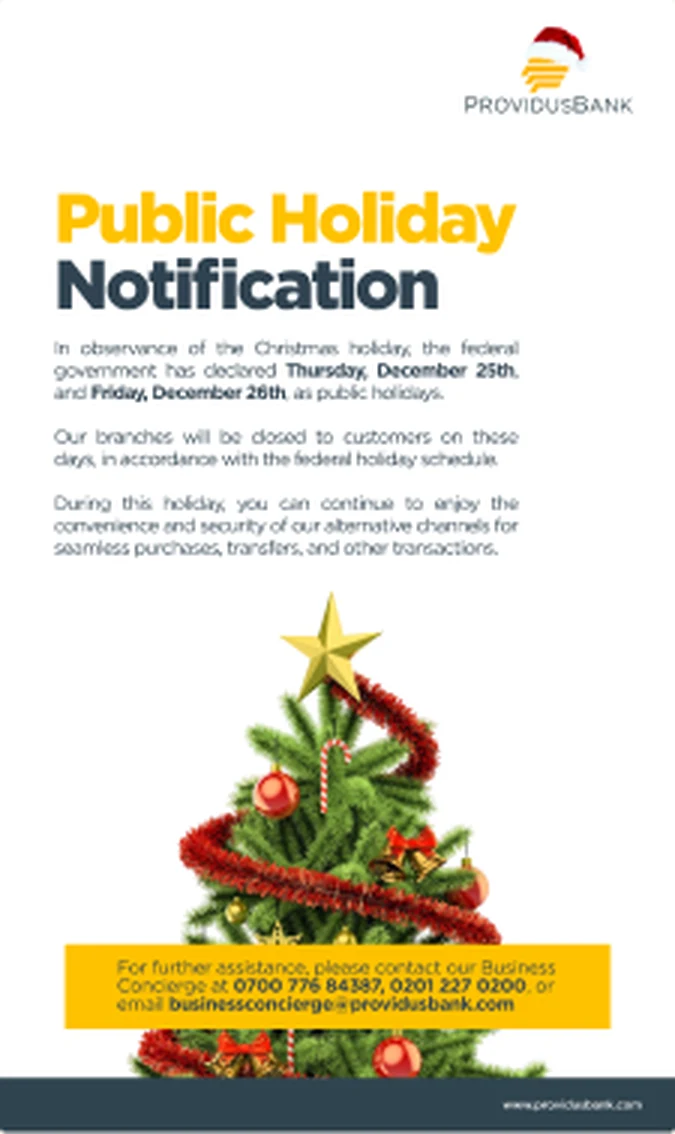 PROVIDUSBANK
Public Holiday
Notification
In observance of the Christmas holiday, the federal
government has declared Thursday, December 25th,
and Friday, December 26th, as public holidays.
Our branches will be closed to customers on these
days, in accordance with the federal holiday schedule.
During this holiday, you can continue to enjoy the
convenience and security of our alternative channels for
seamless purchases, transfers, and other transactions.
For further assistance, please contact our Business
Concierge at 0700 776 84387, 0201 227 0200, or
email businessconcierge@providusbank.com
www.providusbank.com